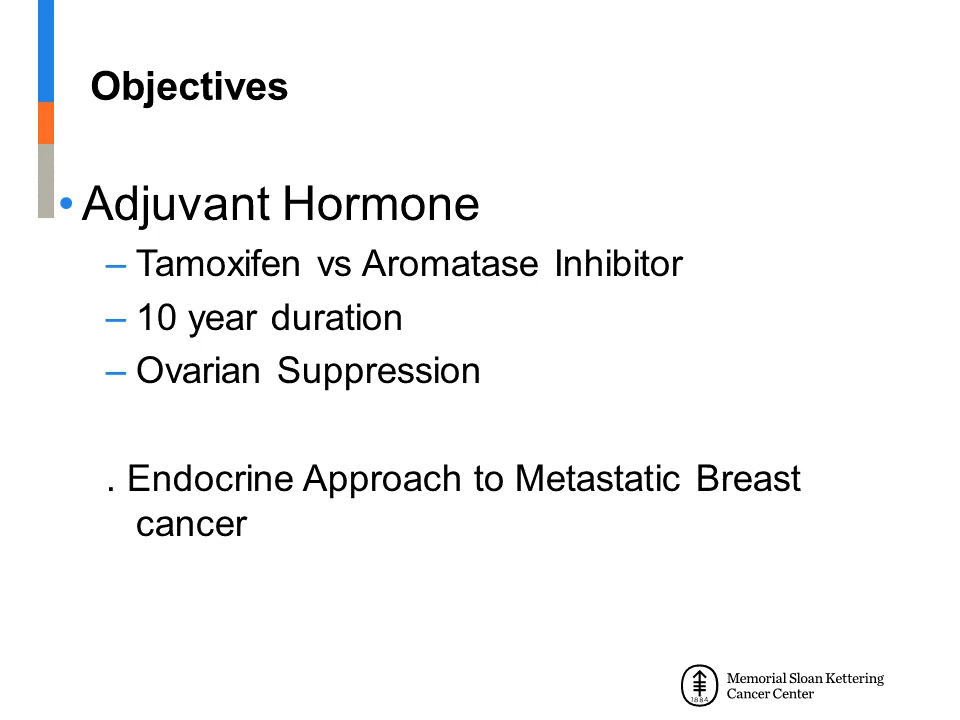 Objectives
• Adjuvant Hormone
– Tamoxifen vs Aromatase Inhibitor
– 10 year duration
– Ovarian Suppression
. Endocrine Approach to Metastatic Breast
cancer
1884
Memorial Sloan Kettering
Cancer Center